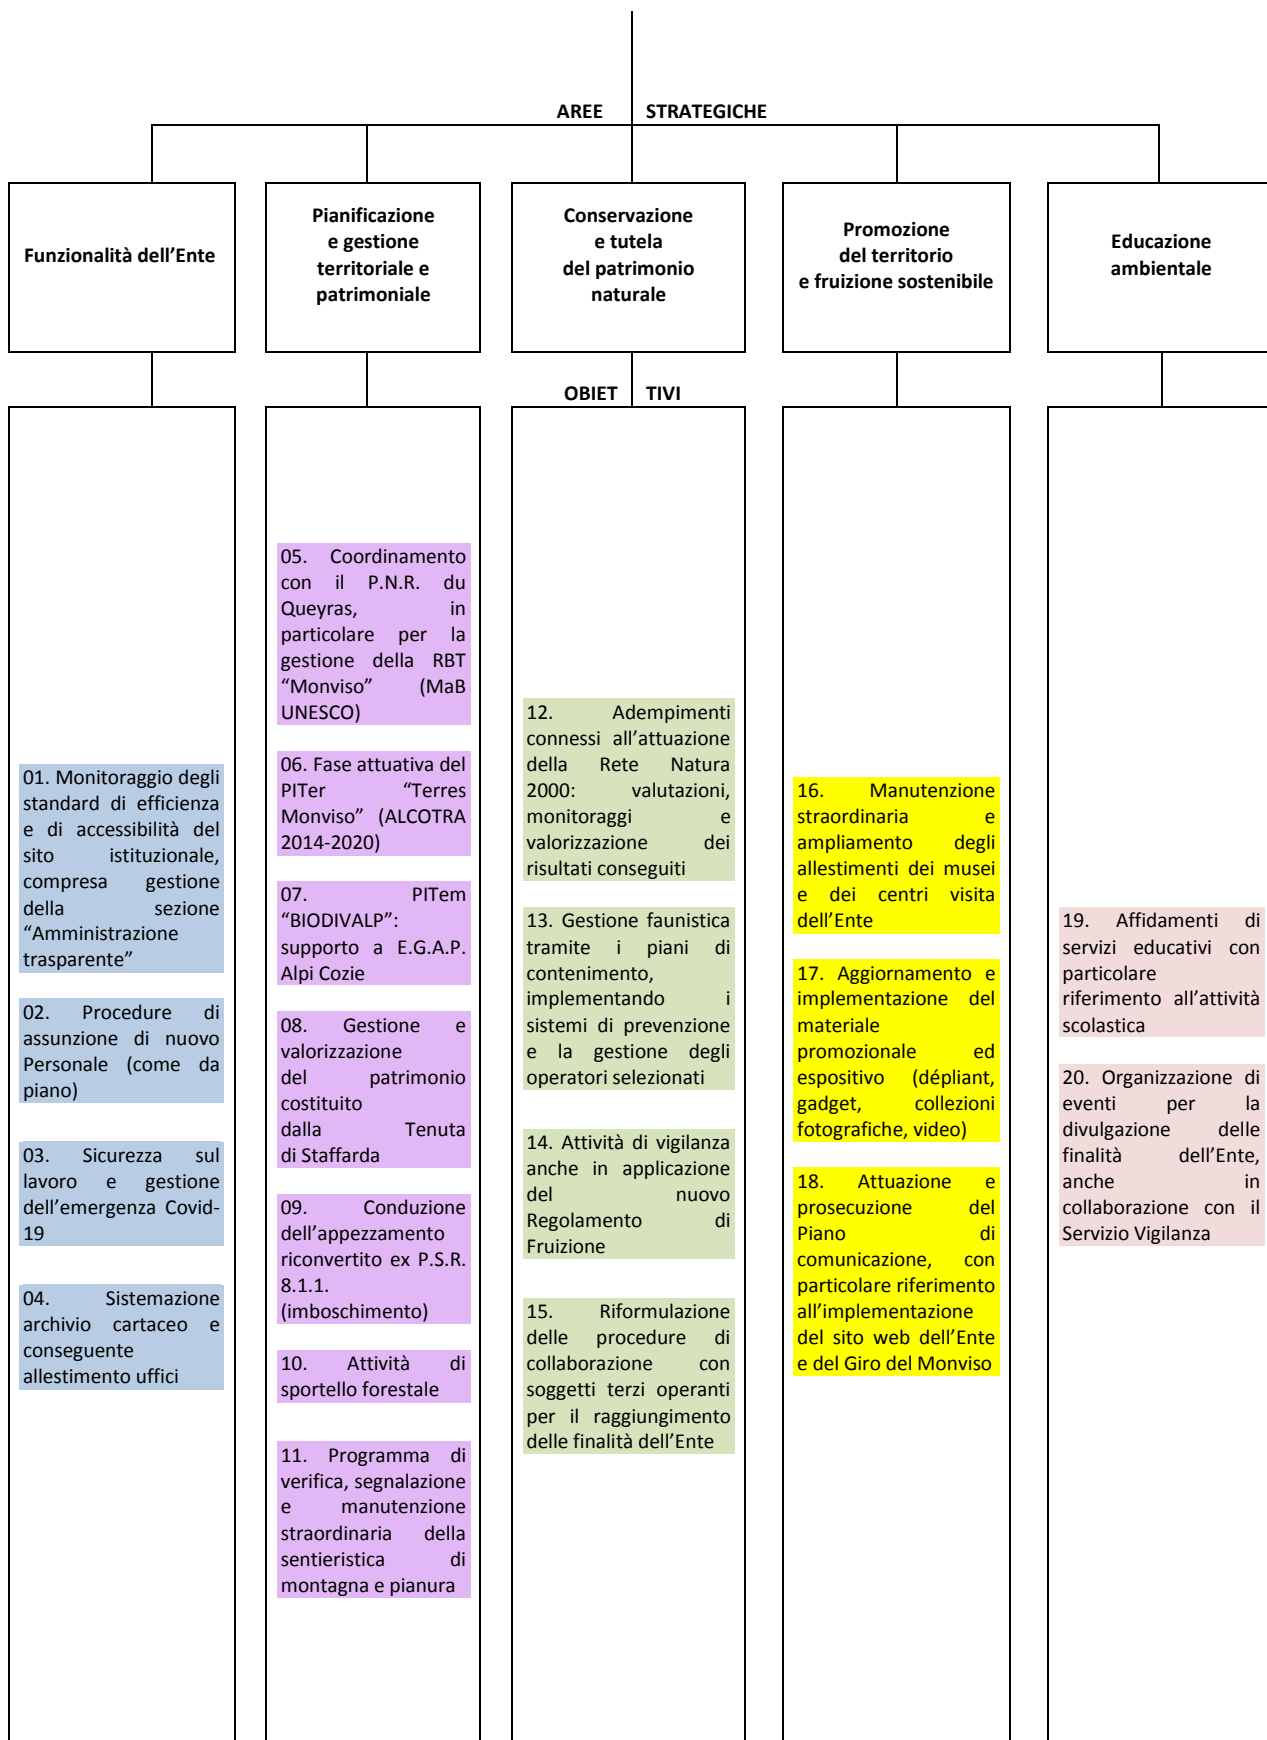 AREE STRATEGICHE
Funzionalità dell’Ente
Pianificazione
e gestione
territoriale e
patrimoniale
Conservazione
e tutela
del patrimonio
naturale
Promozione
del territorio
e fruizione sostenibile
Educazione
ambientale
OBIET TIVI
01. Monitoraggio degli
standard di efficienza
e di accessibilità del
sito istituzionale,
compresa gestione
della sezione
“Amministrazione
trasparente”
02. Procedure di
assunzione di nuovo
Personale (come da
piano)
03. Sicurezza sul
lavoro e gestione
dell’emergenza Covid-
19
04. Sistemazione
archivio cartaceo e
conseguente
allestimento uffici
05. Coordinamento
con il P.N.R. du
Queyras, in
particolare per la
gestione della RBT
“Monviso” (MaB
UNESCO)
06. Fase attuativa del
PITer “Terres
Monviso” (ALCOTRA
2014-2020)
07. PITem
“BIODIVALP”:
supporto a E.G.A.P.
Alpi Cozie
08. Gestione e
valorizzazione
del patrimonio
costituito
dalla Tenuta
di Staffarda
09. Conduzione
dell’appezzamento
riconvertito ex P.S.R.
8.1.1.
(imboschimento)
10. Attività di
sportello forestale
11. Programma di
verifica, segnalazione
e manutenzione
straordinaria della
sentieristica di
montagna e pianura
12. Adempimenti
connessi all’attuazione
della Rete Natura
2000: valutazioni,
monitoraggi e
valorizzazione dei
risultati conseguiti
13. Gestione faunistica
tramite i piani di
contenimento,
implementando i
sistemi di prevenzione
e la gestione degli
operatori selezionati
14. Attività di vigilanza
anche in applicazione
del nuovo
Regolamento di
Fruizione
15. Riformulazione
delle procedure di
collaborazione con
soggetti terzi operanti
per il raggiungimento
delle finalità dell’Ente
16. Manutenzione
straordinaria e
ampliamento degli
allestimenti dei musei
e dei centri visita
dell’Ente
17. Aggiornamento e
implementazione del
materiale
promozionale ed
espositivo (dépliant,
gadget, collezioni
fotografiche, video)
18. Attuazione e
prosecuzione del
Piano di
comunicazione, con
particolare riferimento
all’implementazione
del sito web dell’Ente
e del Giro del Monviso
19. Affidamenti di
servizi educativi con
particolare
riferimento all’attività
scolastica
20. Organizzazione di
eventi per la
divulgazione delle
finalità dell’Ente,
anche in
collaborazione con il
Servizio Vigilanza